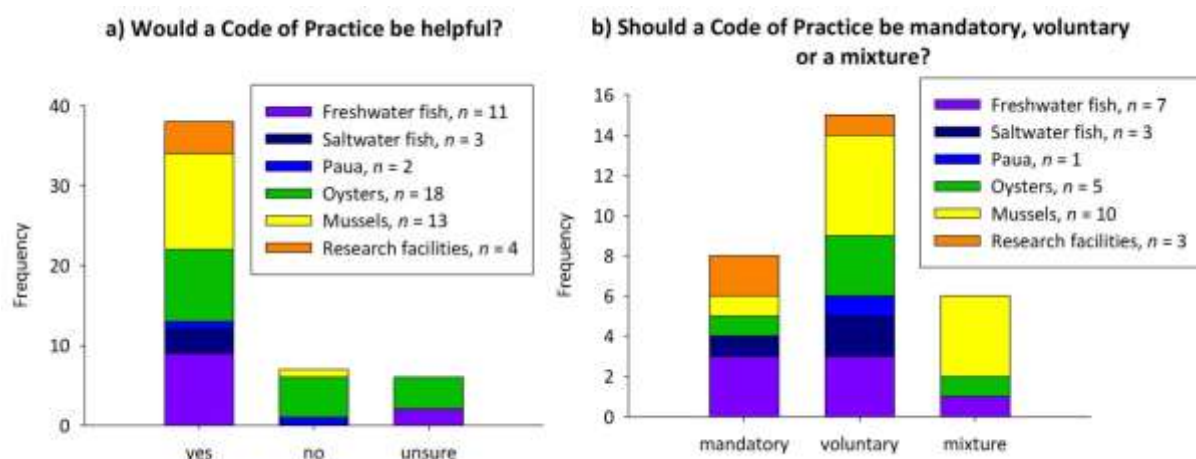 a) Would a Code of Practice be helpful?
Frequency
40
30
20
10
0
Freshwater fish, n = 11
Saltwater fish, n = 3
Paua, n = 2
Oysters, n = 18
Mussels, n = 13
Research facilities, n = 4
yes
no
unsure
b) Should a Code of Practice be mandatory, voluntary
or a mixture?
Frequency
16
14
12
10
8
6
4
2
0
Freshwater fish, n = 7
Saltwater fish, n = 3
Paua, n = 1
Oysters, n = 5
Mussels, n = 10
Research facilities, n = 3
mandatory
voluntary
mixture